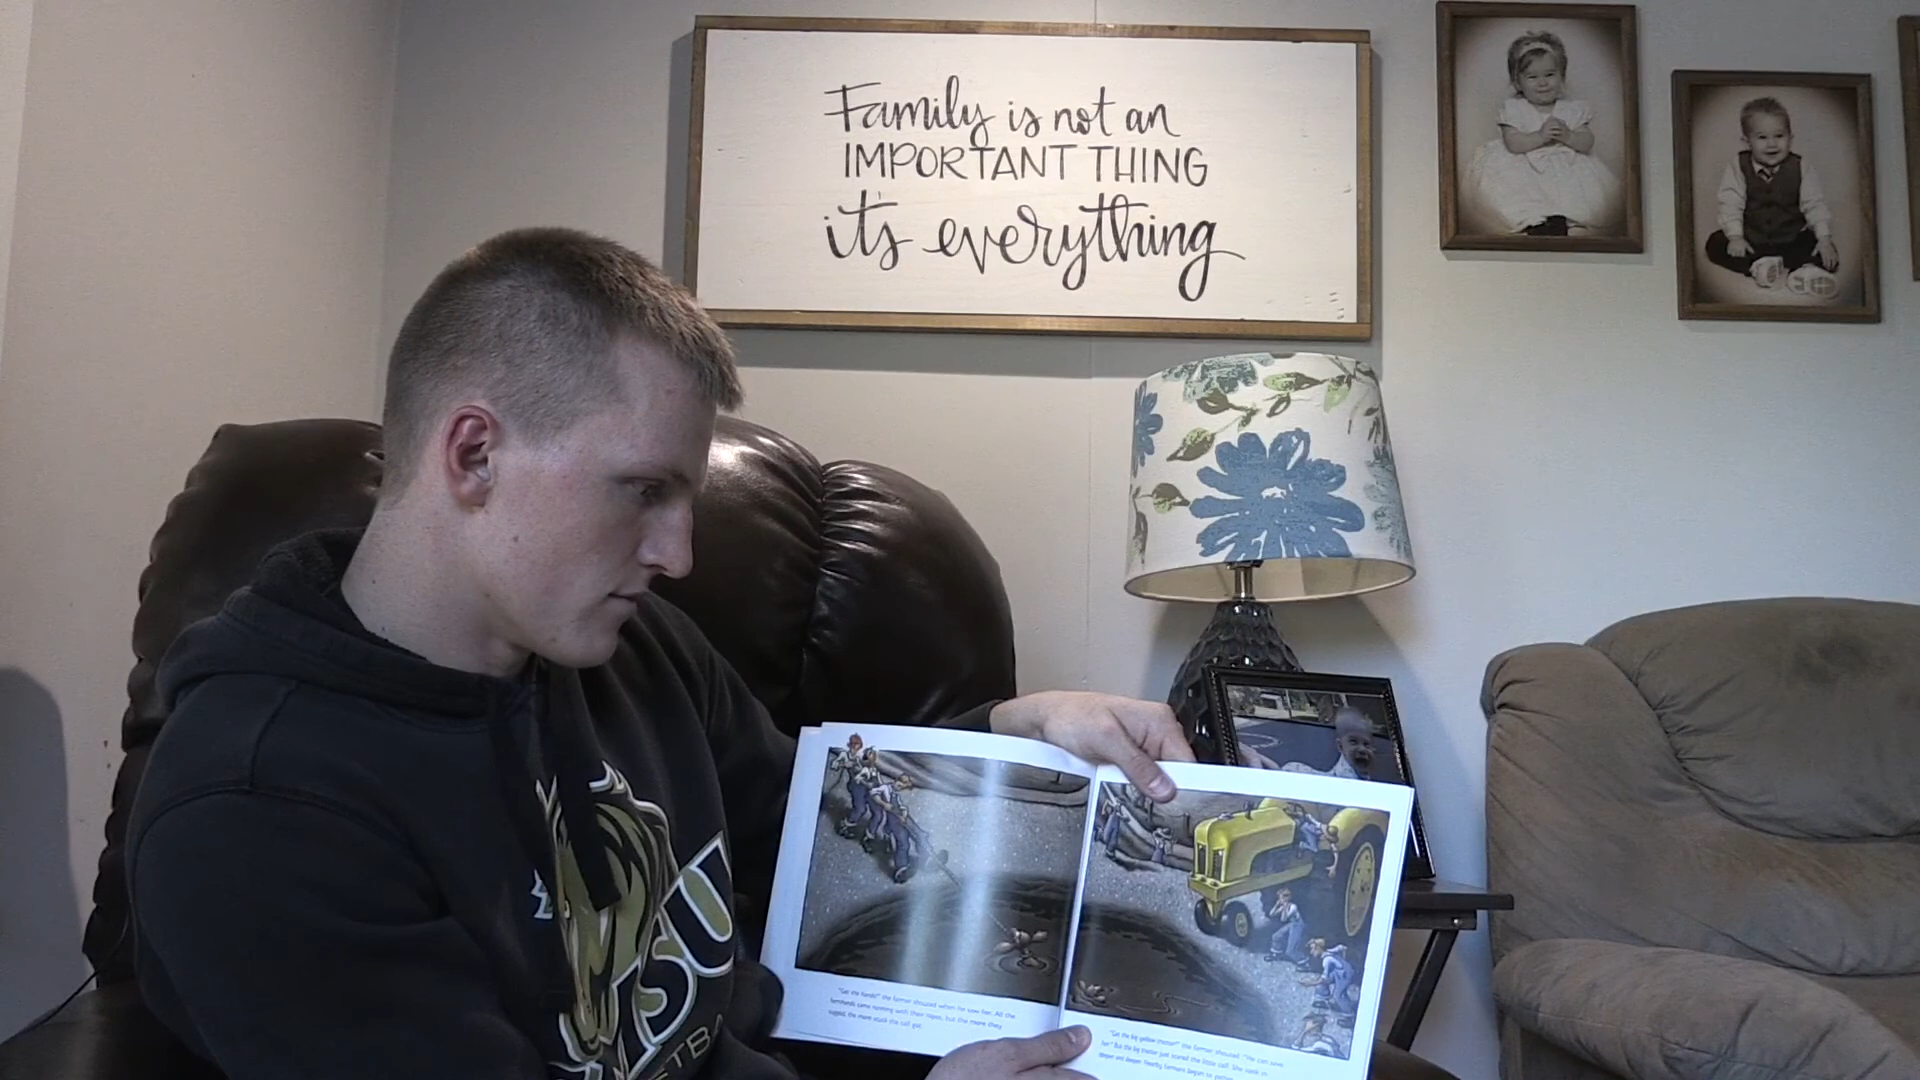 Family is not an
IMPORTANT THING
it's everything
SU
TBA
"Get the hands!" the farmer shouted when he saw her. All the
farmhands came running with their ropes, but the more they
tugged, the more stuck the calf got.
"Get the big yellow tractor!" the farmer shouted. "He can save
her." But the big tractor just scared the little calf. She sank in
deeper and deeper. Nearby farmers began to gather